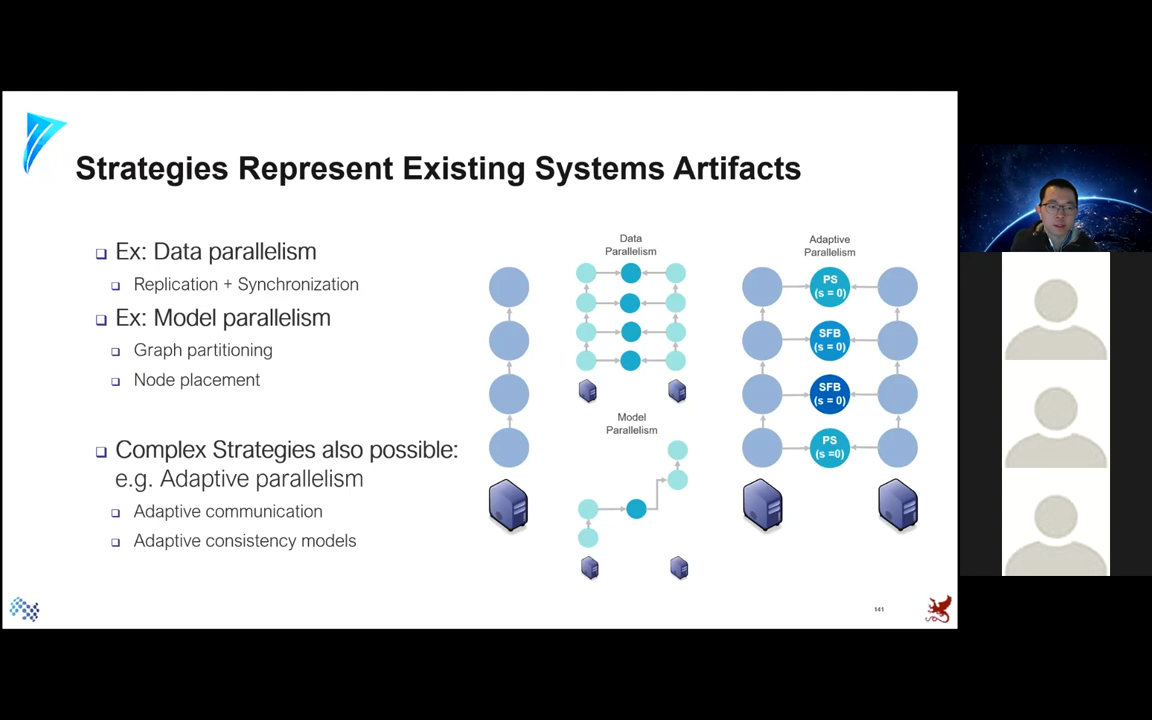 Strategies Represent Existing Systems Artifacts
Ex: Data parallelism
Replication + Synchronization
Ex: Model parallelism
Graph partitioning
Node placement
Complex Strategies also possible:
e.g. Adaptive parallelism
Adaptive communication
Adaptive consistency models
Data
Parallelism
Model
Parallelism
Adaptive
Parallelism
PS
(s = 0)
SFB
(s = 0)
SFB
(s = 0)
PS
(s =0)
141